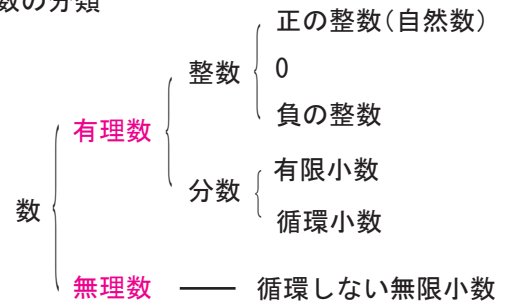 数の分類
正の整数(自然数)
整数
0
負の整数
有理数
有限小数
分数
循環小数
数
無理数 ── 循環しない無限小数